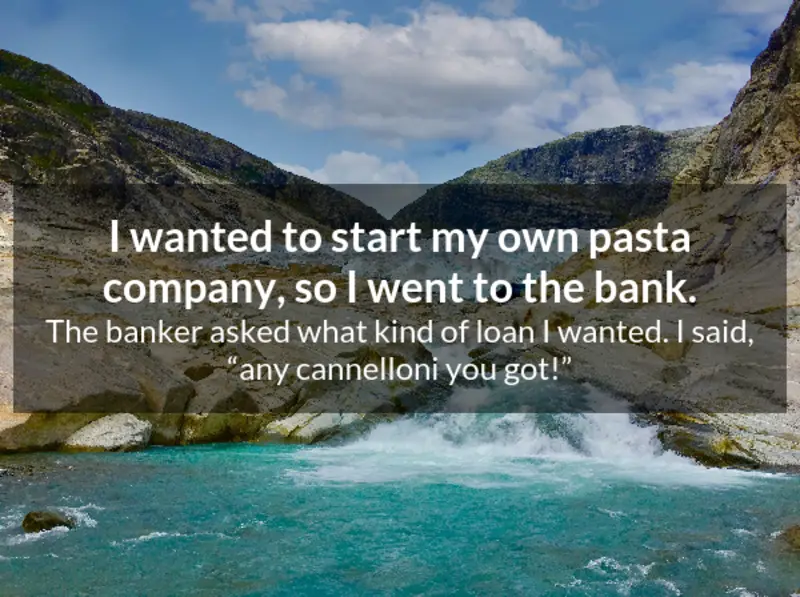 I wanted to start my own pasta
company, so I went to the bank.
The banker asked what kind of loan I wanted. I said,
“any cannelloni you got!”